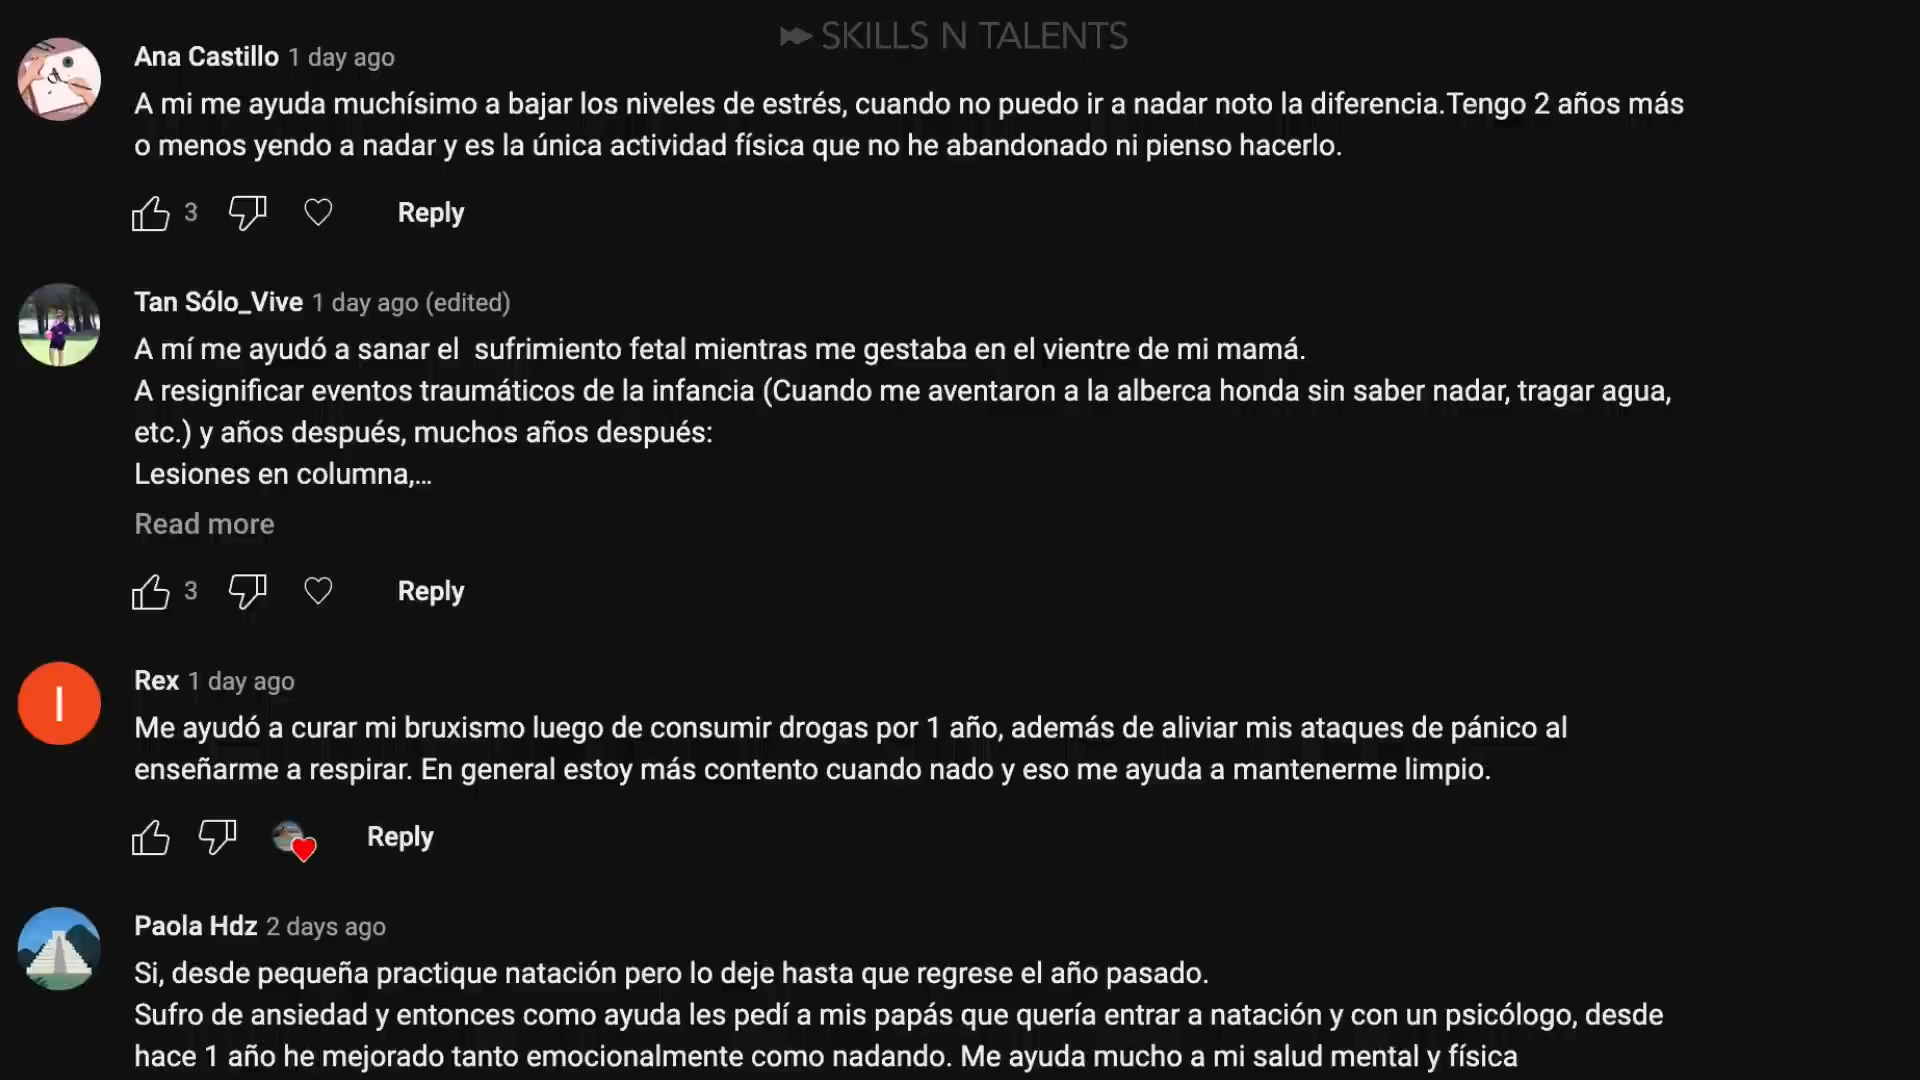 SKILLS N TALENTS
Ana Castillo 1 day ago
A mi me ayuda muchísimo a bajar los niveles de estrés, cuando no puedo ir a nadar noto la diferencia.Tengo 2 años más
o menos yendo a nadar y es la única actividad física que no he abandonado ni pienso hacerlo.
3 Reply
Tan Sólo_Vive 1 day ago (edited)
A mí me ayudó a sanar el  sufrimiento fetal mientras me gestaba en el vientre de mi mamá.
A resignificar eventos traumáticos de la infancia (Cuando me aventaron a la alberca honda sin saber nadar, tragar agua,
etc.) y años después, muchos años después:
Lesiones en columna,...
Read more
3 Reply
I
Rex 1 day ago
Me ayudó a curar mi bruxismo luego de consumir drogas por 1 año, además de aliviar mis ataques de pánico al
enseñarme a respirar. En general estoy más contento cuando nado y eso me ayuda a mantenerme limpio.
Reply
Paola Hdz 2 days ago
Si, desde pequeña practique natación pero lo deje hasta que regrese el año pasado.
Sufro de ansiedad y entonces como ayuda les pedí a mis papás que quería entrar a natación y con un psicólogo, desde
hace 1 año he mejorado tanto emocionalmente como nadando. Me ayuda mucho a mi salud mental y física